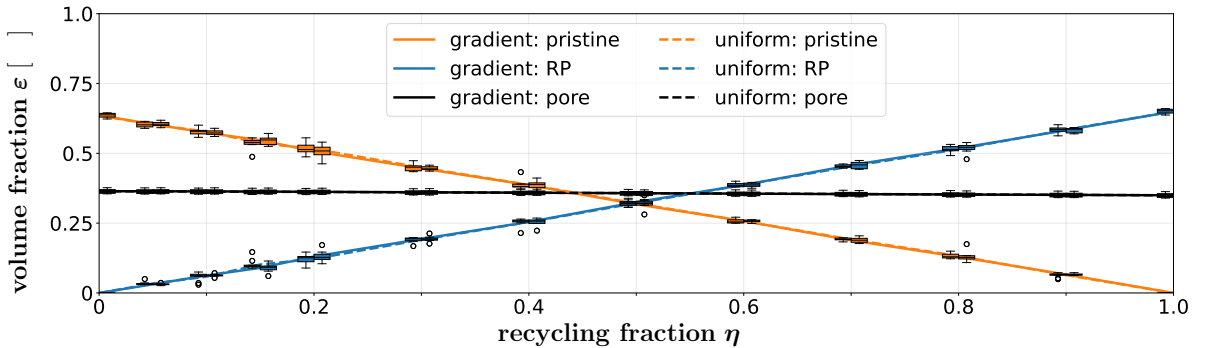 volume fraction ε [ ]
1.0
0.75
0.5
0.25
0
gradient: pristine
gradient: RP
gradient: pore
uniform: pristine
uniform: RP
uniform: pore
0 0.2 0.4 0.6 0.8 1.0
recycling fraction η